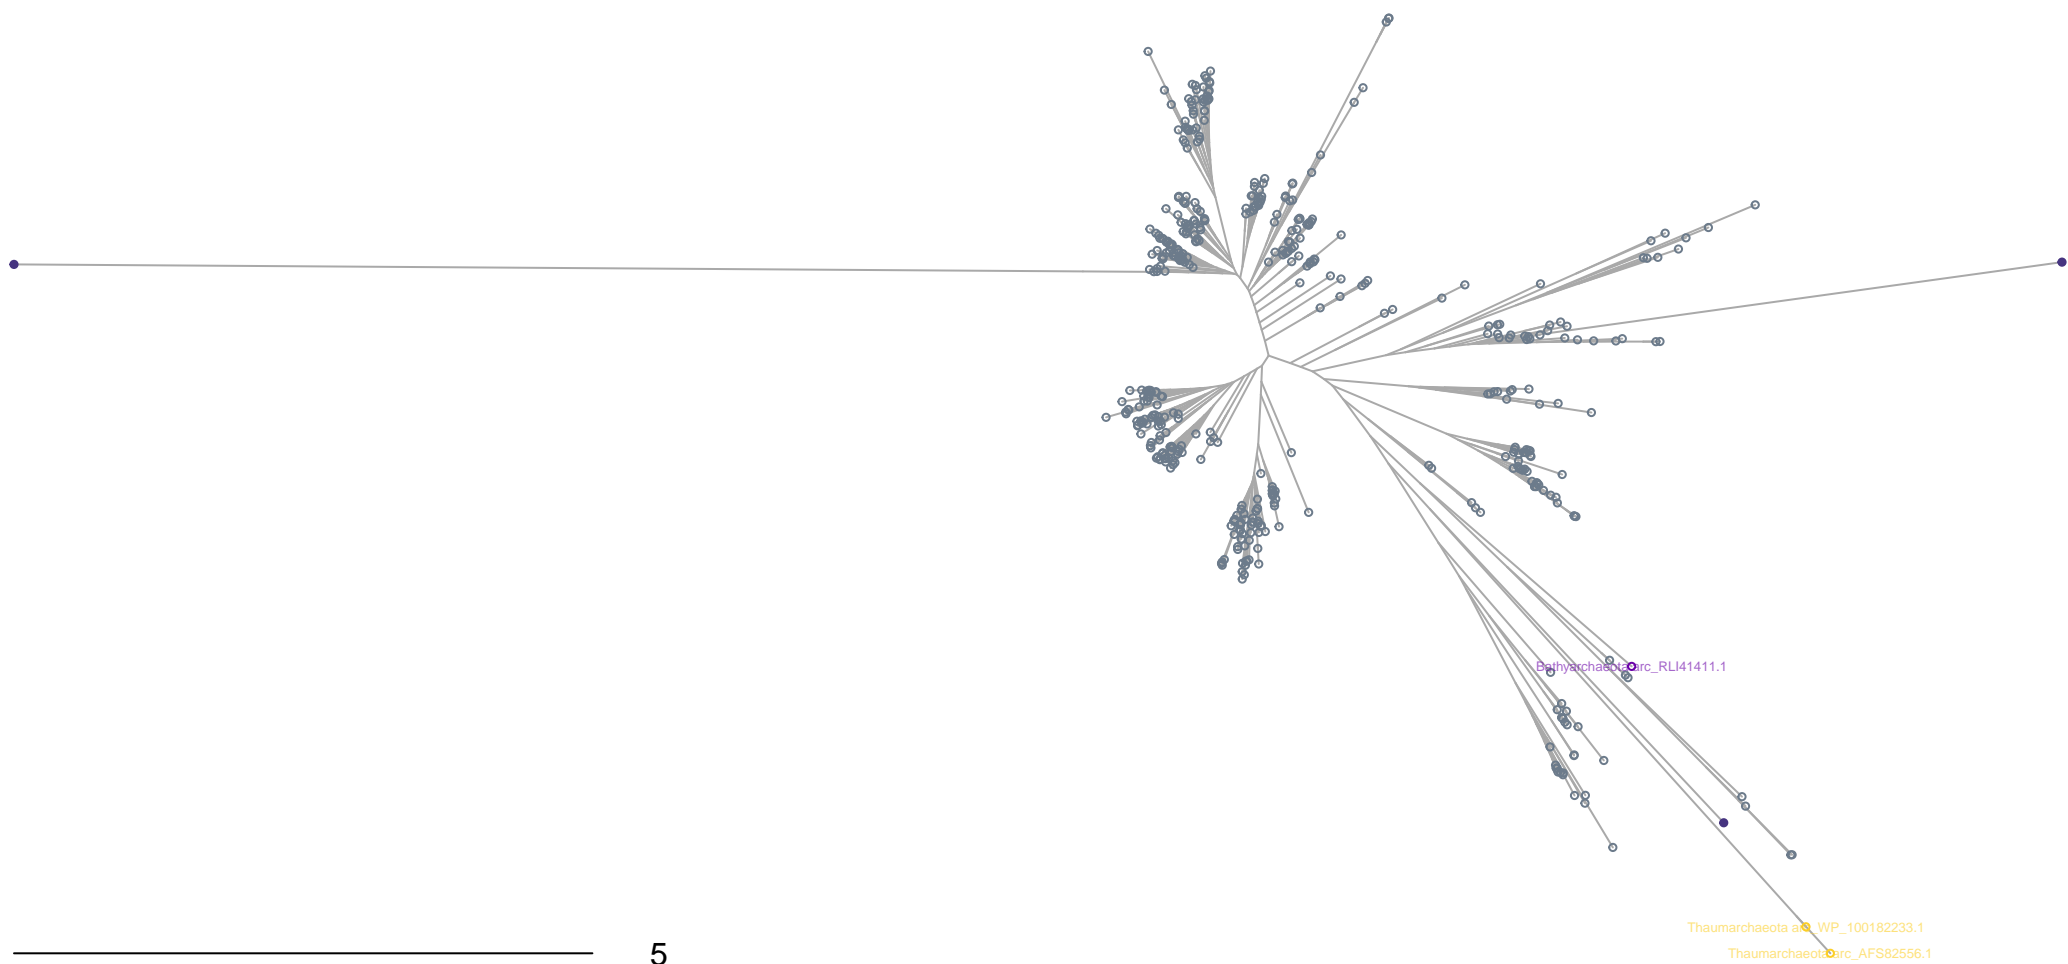 Bathyarchaeota arc_RLI41411.1
Thaumarchaeota arc_WP_100182233.1
Thaumarchaeota arc_AFS82556.1
5